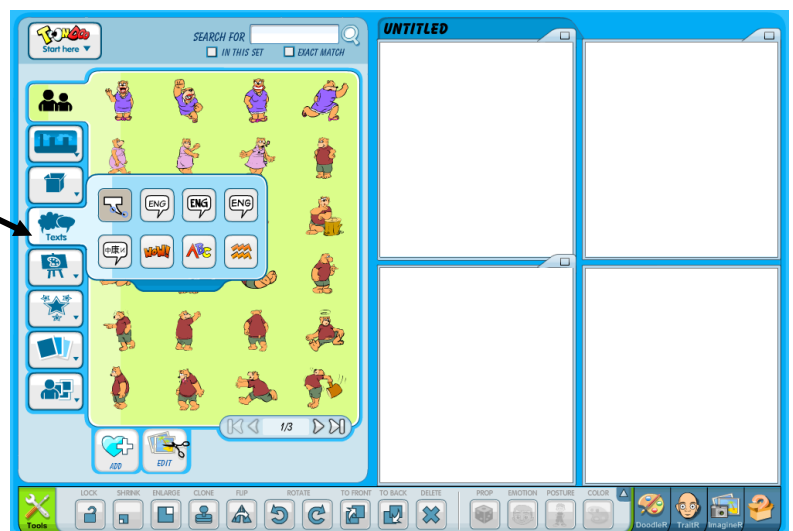 TOONDOO
Start here
SEARCH FOR
IN THIS SET
EXACT MATCH
UNTITLED
ENG
ENG
ENG
Texts
WOW!
ABC
1/3
ADD
EDIT
LOCK
SHRINK
ENLARGE
CLONE
FLIP
ROTATE
TO FRONT
TO BACK
DELETE
PROP
EMOTION
POSTURE
COLOR
Tools
DoodleR
TraitR
ImagineR